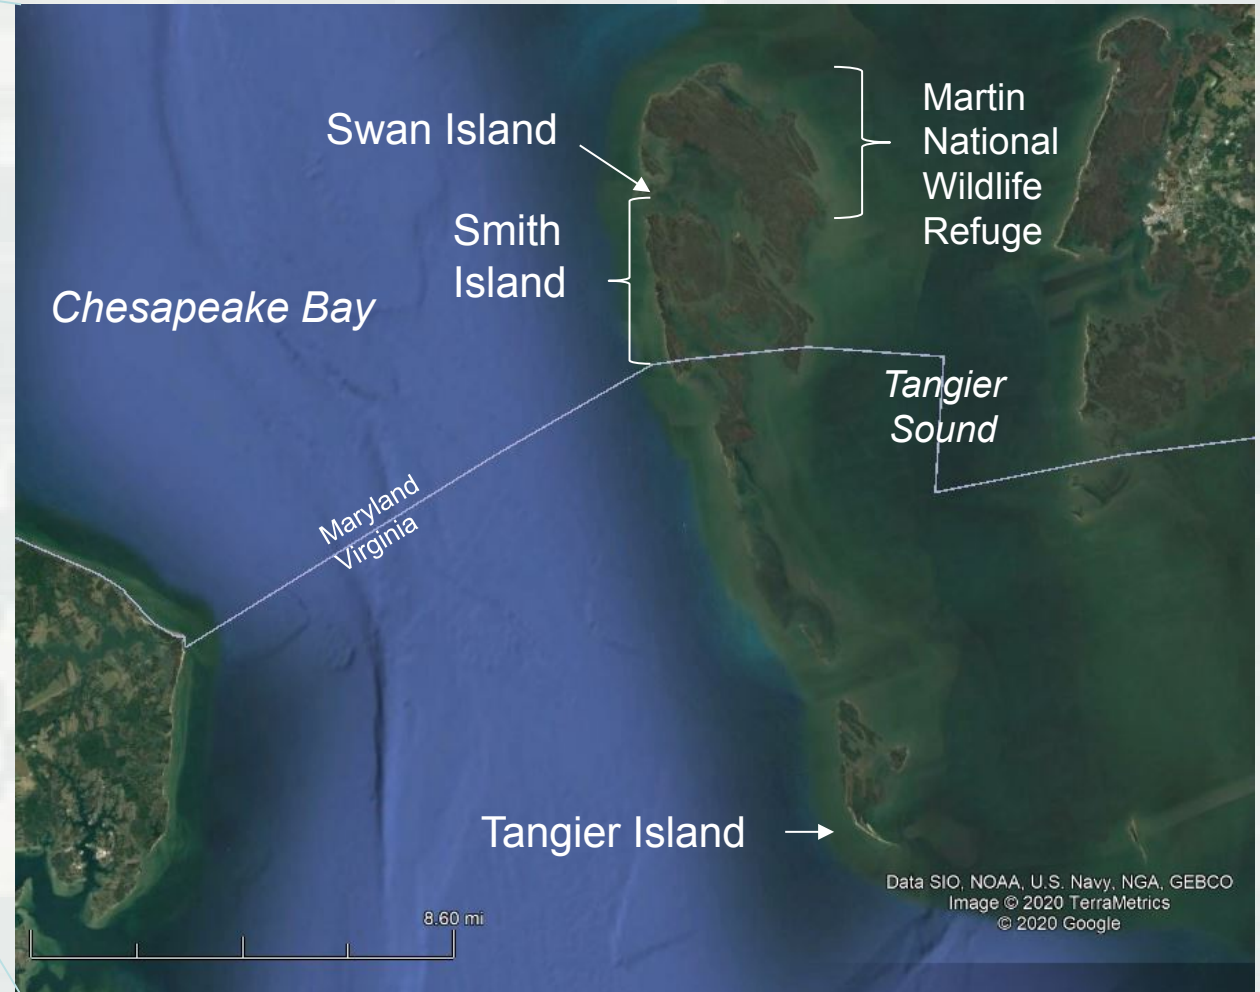 Swan Island
Martin
National
Wildlife
Refuge
Smith
Island
Chesapeake Bay
Tangier
Sound
Maryland
Virginia
Tangier Island
Data SIO, NOAA, U.S. Navy, NGA, GEBCO
Image © 2020 TerraMetrics
© 2020 Google
8.60 mi